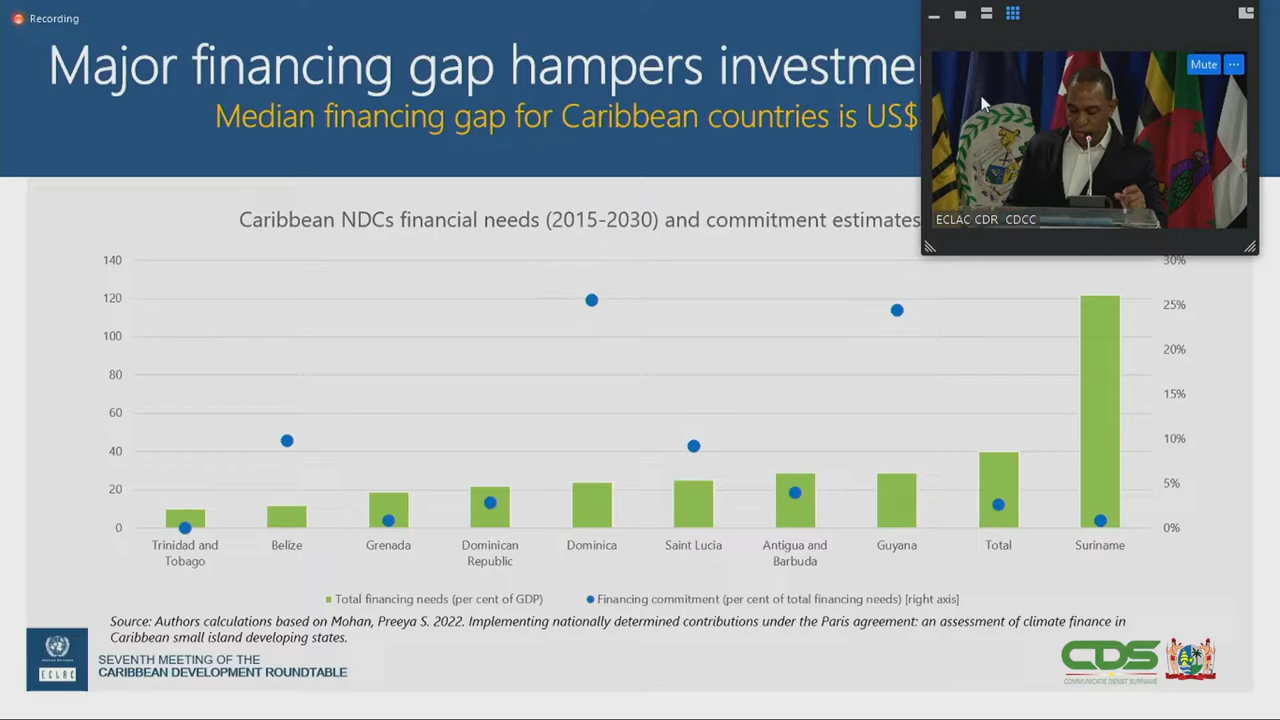 Recording
Major financing gap hampers investme
Median financing gap for Caribbean countries is US$
Mute
ECLAC CDR CDCC
Caribbean NDCs financial needs (2015-2030) and commitment estimates
140
120
100
80
60
40
20
0
30%
25%
20%
15%
10%
5%
0%
Trinidad and
Tobago
Belize
Grenada
Dominican
Republic
Dominica
Saint Lucia
Antigua and
Barbuda
Guyana
Total
Suriname
Total financing needs (per cent of GDP)
Financing commitment (per cent of total financing needs) [right axis]
Source: Authors calculations based on Mohan, Preeya S. 2022. Implementing nationally determined contributions under the Paris agreement: an assessment of climate finance in
Caribbean small island developing states.
ECLAC
SEVENTH MEETING OF THE
CARIBBEAN DEVELOPMENT ROUNDTABLE
CDS
COMMUNICATIE DIENST SURINAME